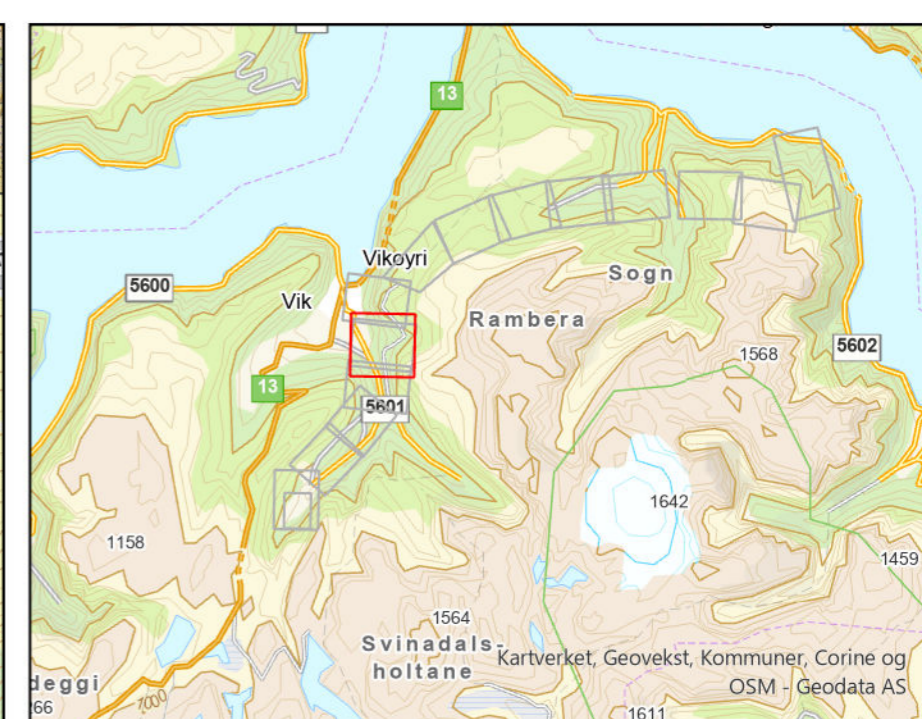 13
Vikøyri
5600
Vik
Sogn
Rambera
1568
5602
13
5601
1642
1158
1459
1564
Svinadals-
holtane
Kartverket, Geovekst, Kommuner, Corine og
OSM - Geodata AS
deggi
1000
1611